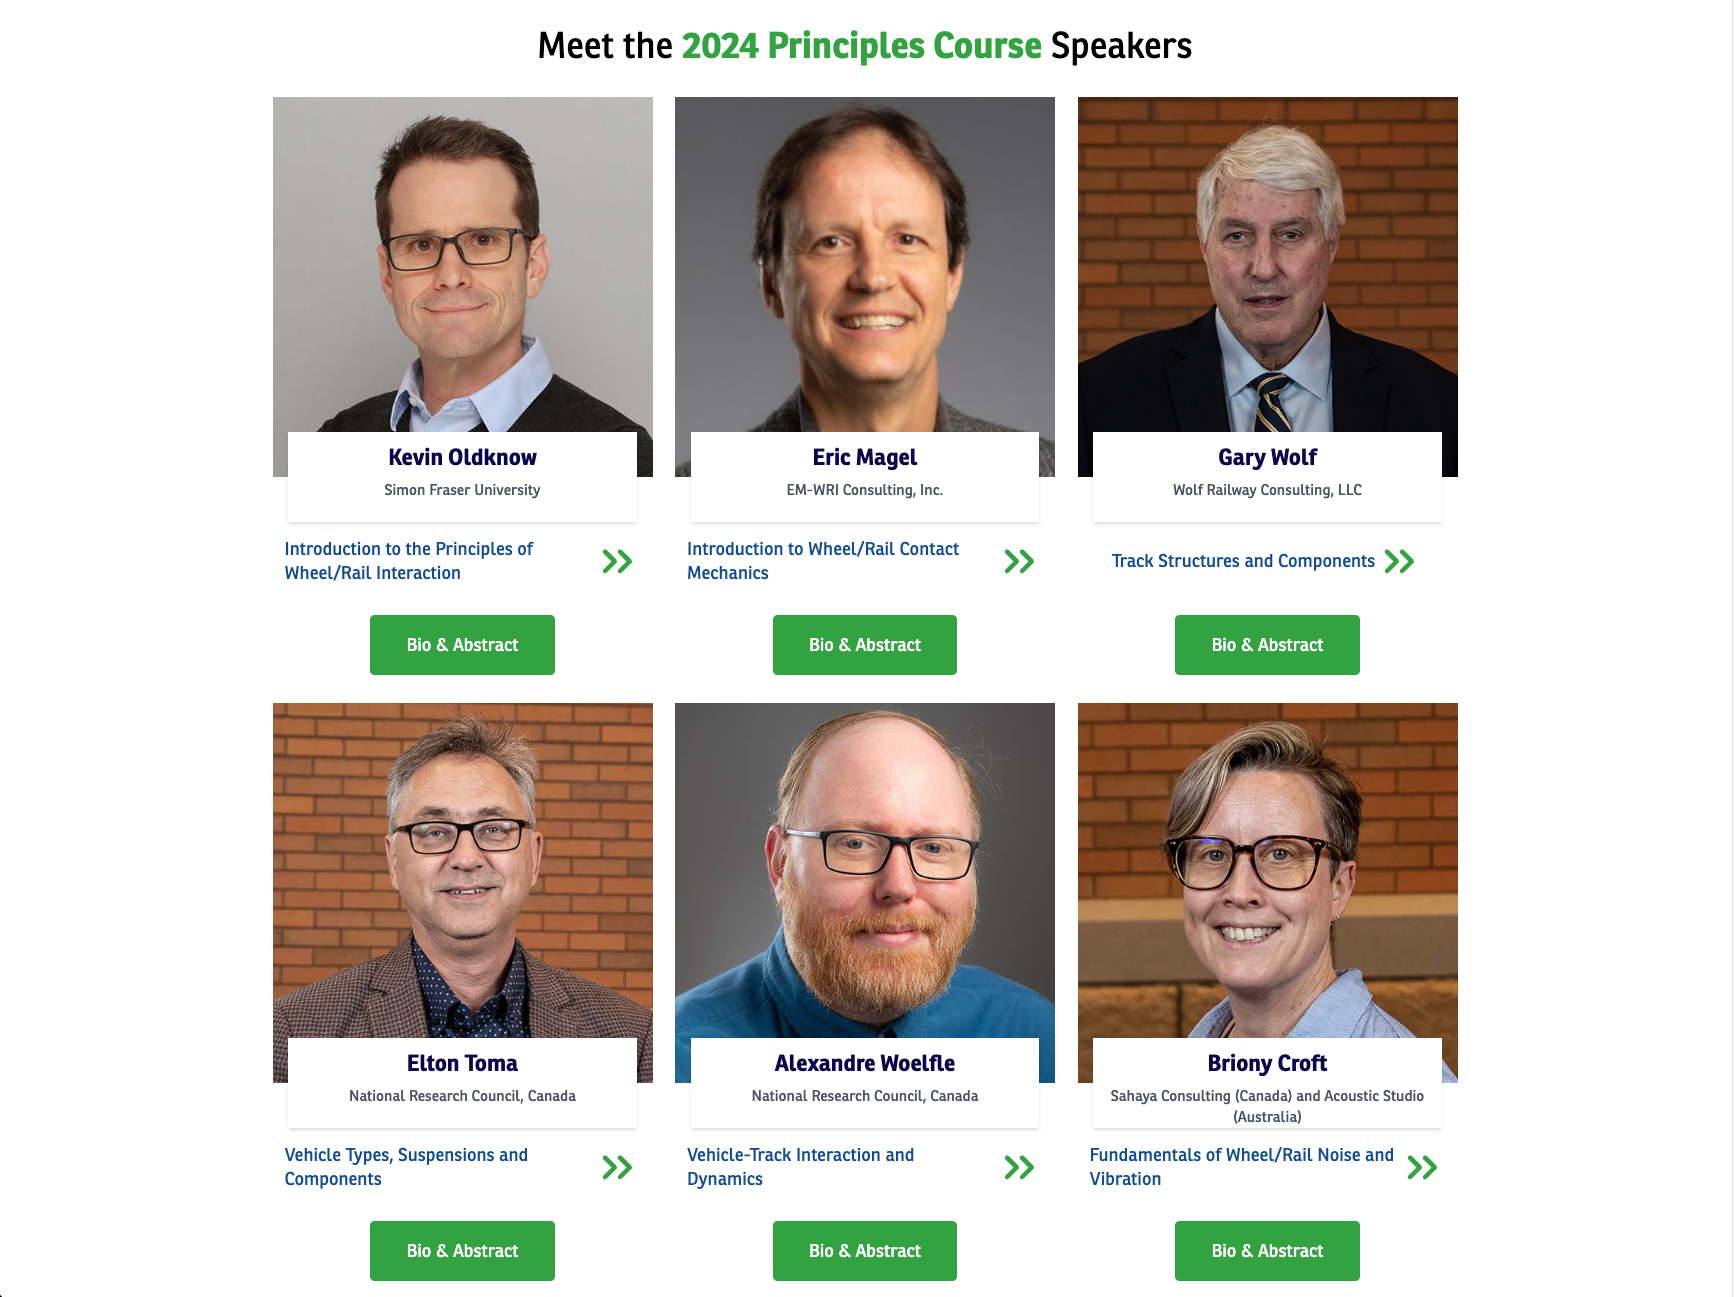 Meet the 2024 Principles Course Speakers
Kevin Oldknow
Simon Fraser University
Introduction to the Principles of
Wheel/Rail Interaction
Bio & Abstract
Eric Magel
EM-WRI Consulting, Inc.
Introduction to Wheel/Rail Contact
Mechanics
Bio & Abstract
Gary Wolf
Wolf Railway Consulting, LLC
Track Structures and Components
Bio & Abstract
Elton Toma
National Research Council, Canada
Vehicle Types, Suspensions and
Components
Bio & Abstract
Alexandre Woelfle
National Research Council, Canada
Vehicle-Track Interaction and
Dynamics
Bio & Abstract
Briony Croft
Sahaya Consulting (Canada) and Acoustic Studio
(Australia)
Fundamentals of Wheel/Rail Noise and
Vibration
Bio & Abstract